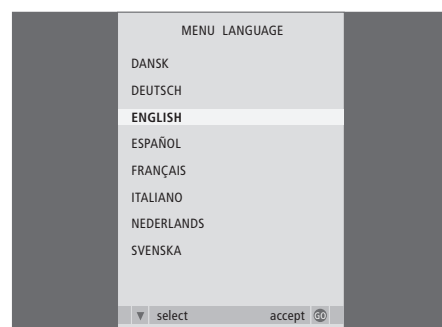 MENU LANGUAGE
DANSK
DEUTSCH
ENGLISH
ESPAÑOL
FRANÇAIS
ITALIANO
NEDERLANDS
SVENSKA
▼ select accept GO